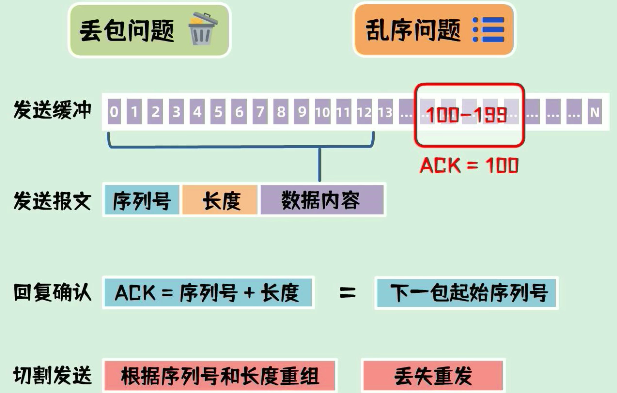 丢包问题
乱序问题
发送缓冲 0 1 2 3 4 5 6 7 8 9 10 11 12 13 ... 100-199 ... ... ... N
ACK = 100
发送报文 序列号 长度 数据内容
回复确认 ACK = 序列号 + 长度 = 下一包起始序列号
切割发送 根据序列号和长度重组 丢失重发